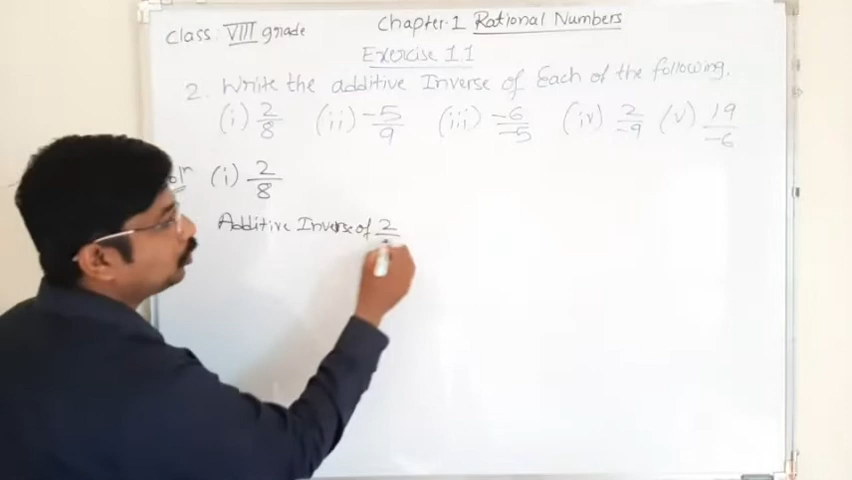 Class: VIII grade Chapter:1 Rational Numbers
Exercise 1.1
2. Write the additive Inverse of Each of the following.
(i) 2/8 (ii) -5/9 (iii) -6/-5 (iv) 2/-9 (v) 19/-6
(i) 2/8
Additive Inverse of 2